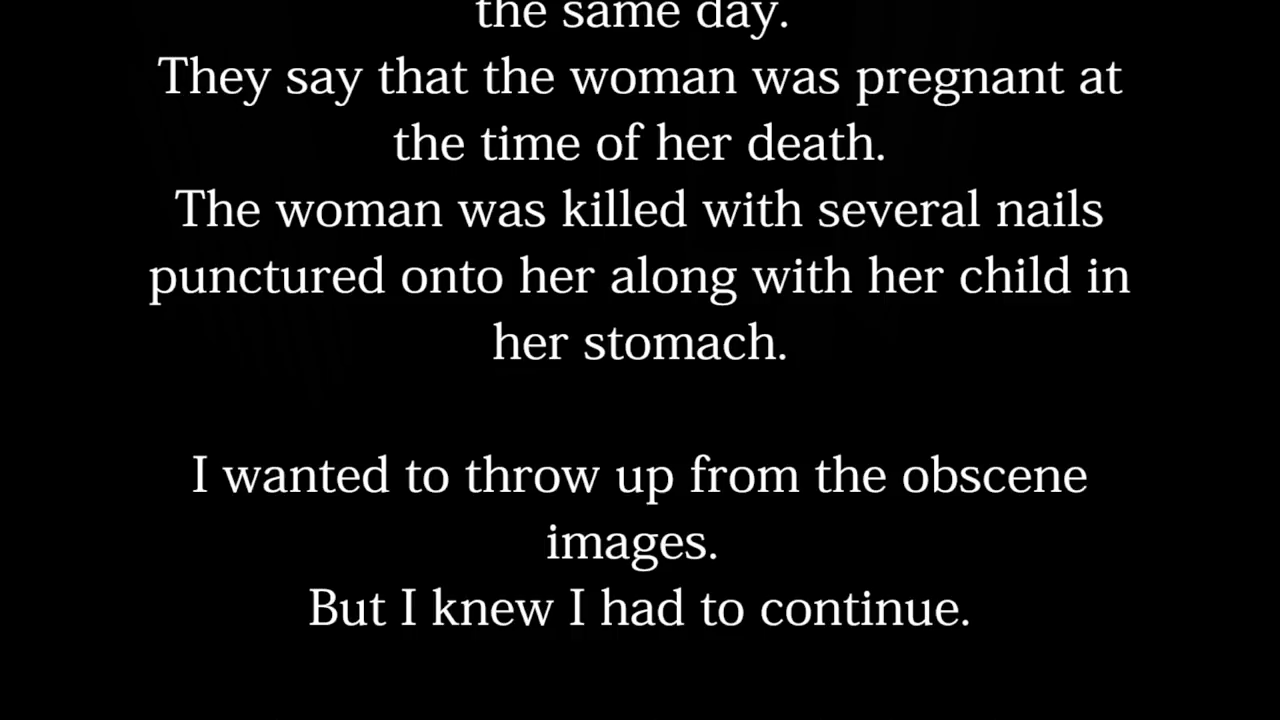 the same day.
They say that the woman was pregnant at
the time of her death.
The woman was killed with several nails
punctured onto her along with her child in
her stomach.
I wanted to throw up from the obscene
images.
But I knew I had to continue.